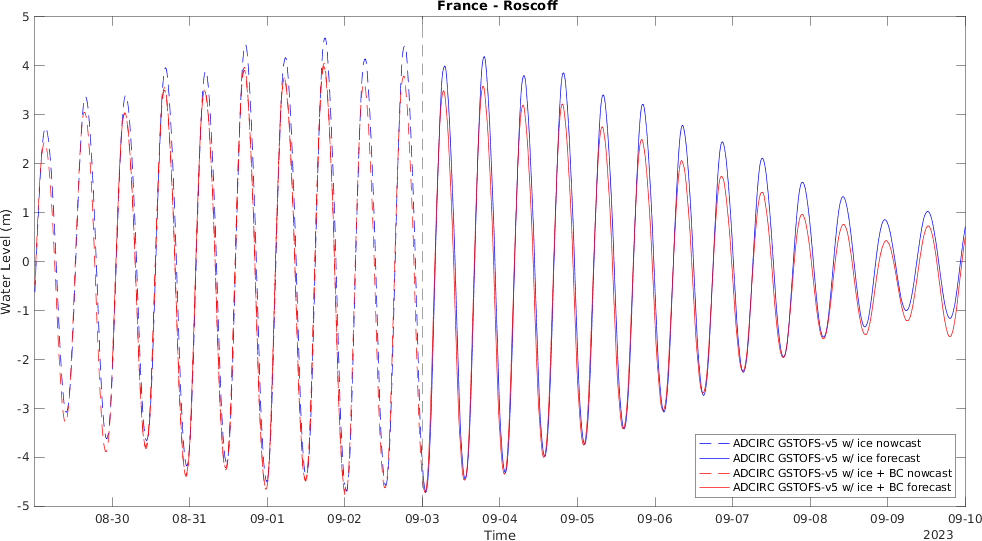 France - Roscoff
5
4
3
2
1
0
-1
-2
-3
-4
-5
Water Level (m)
08-30 08-31 09-01 09-02 09-03 09-04 09-05 09-06 09-07 09-08 09-09 09-10
Time
2023
ADCIRC GSTOFS-v5 w/ ice nowcast
ADCIRC GSTOFS-v5 w/ ice forecast
ADCIRC GSTOFS-v5 w/ ice + BC nowcast
ADCIRC GSTOFS-v5 w/ ice + BC forecast